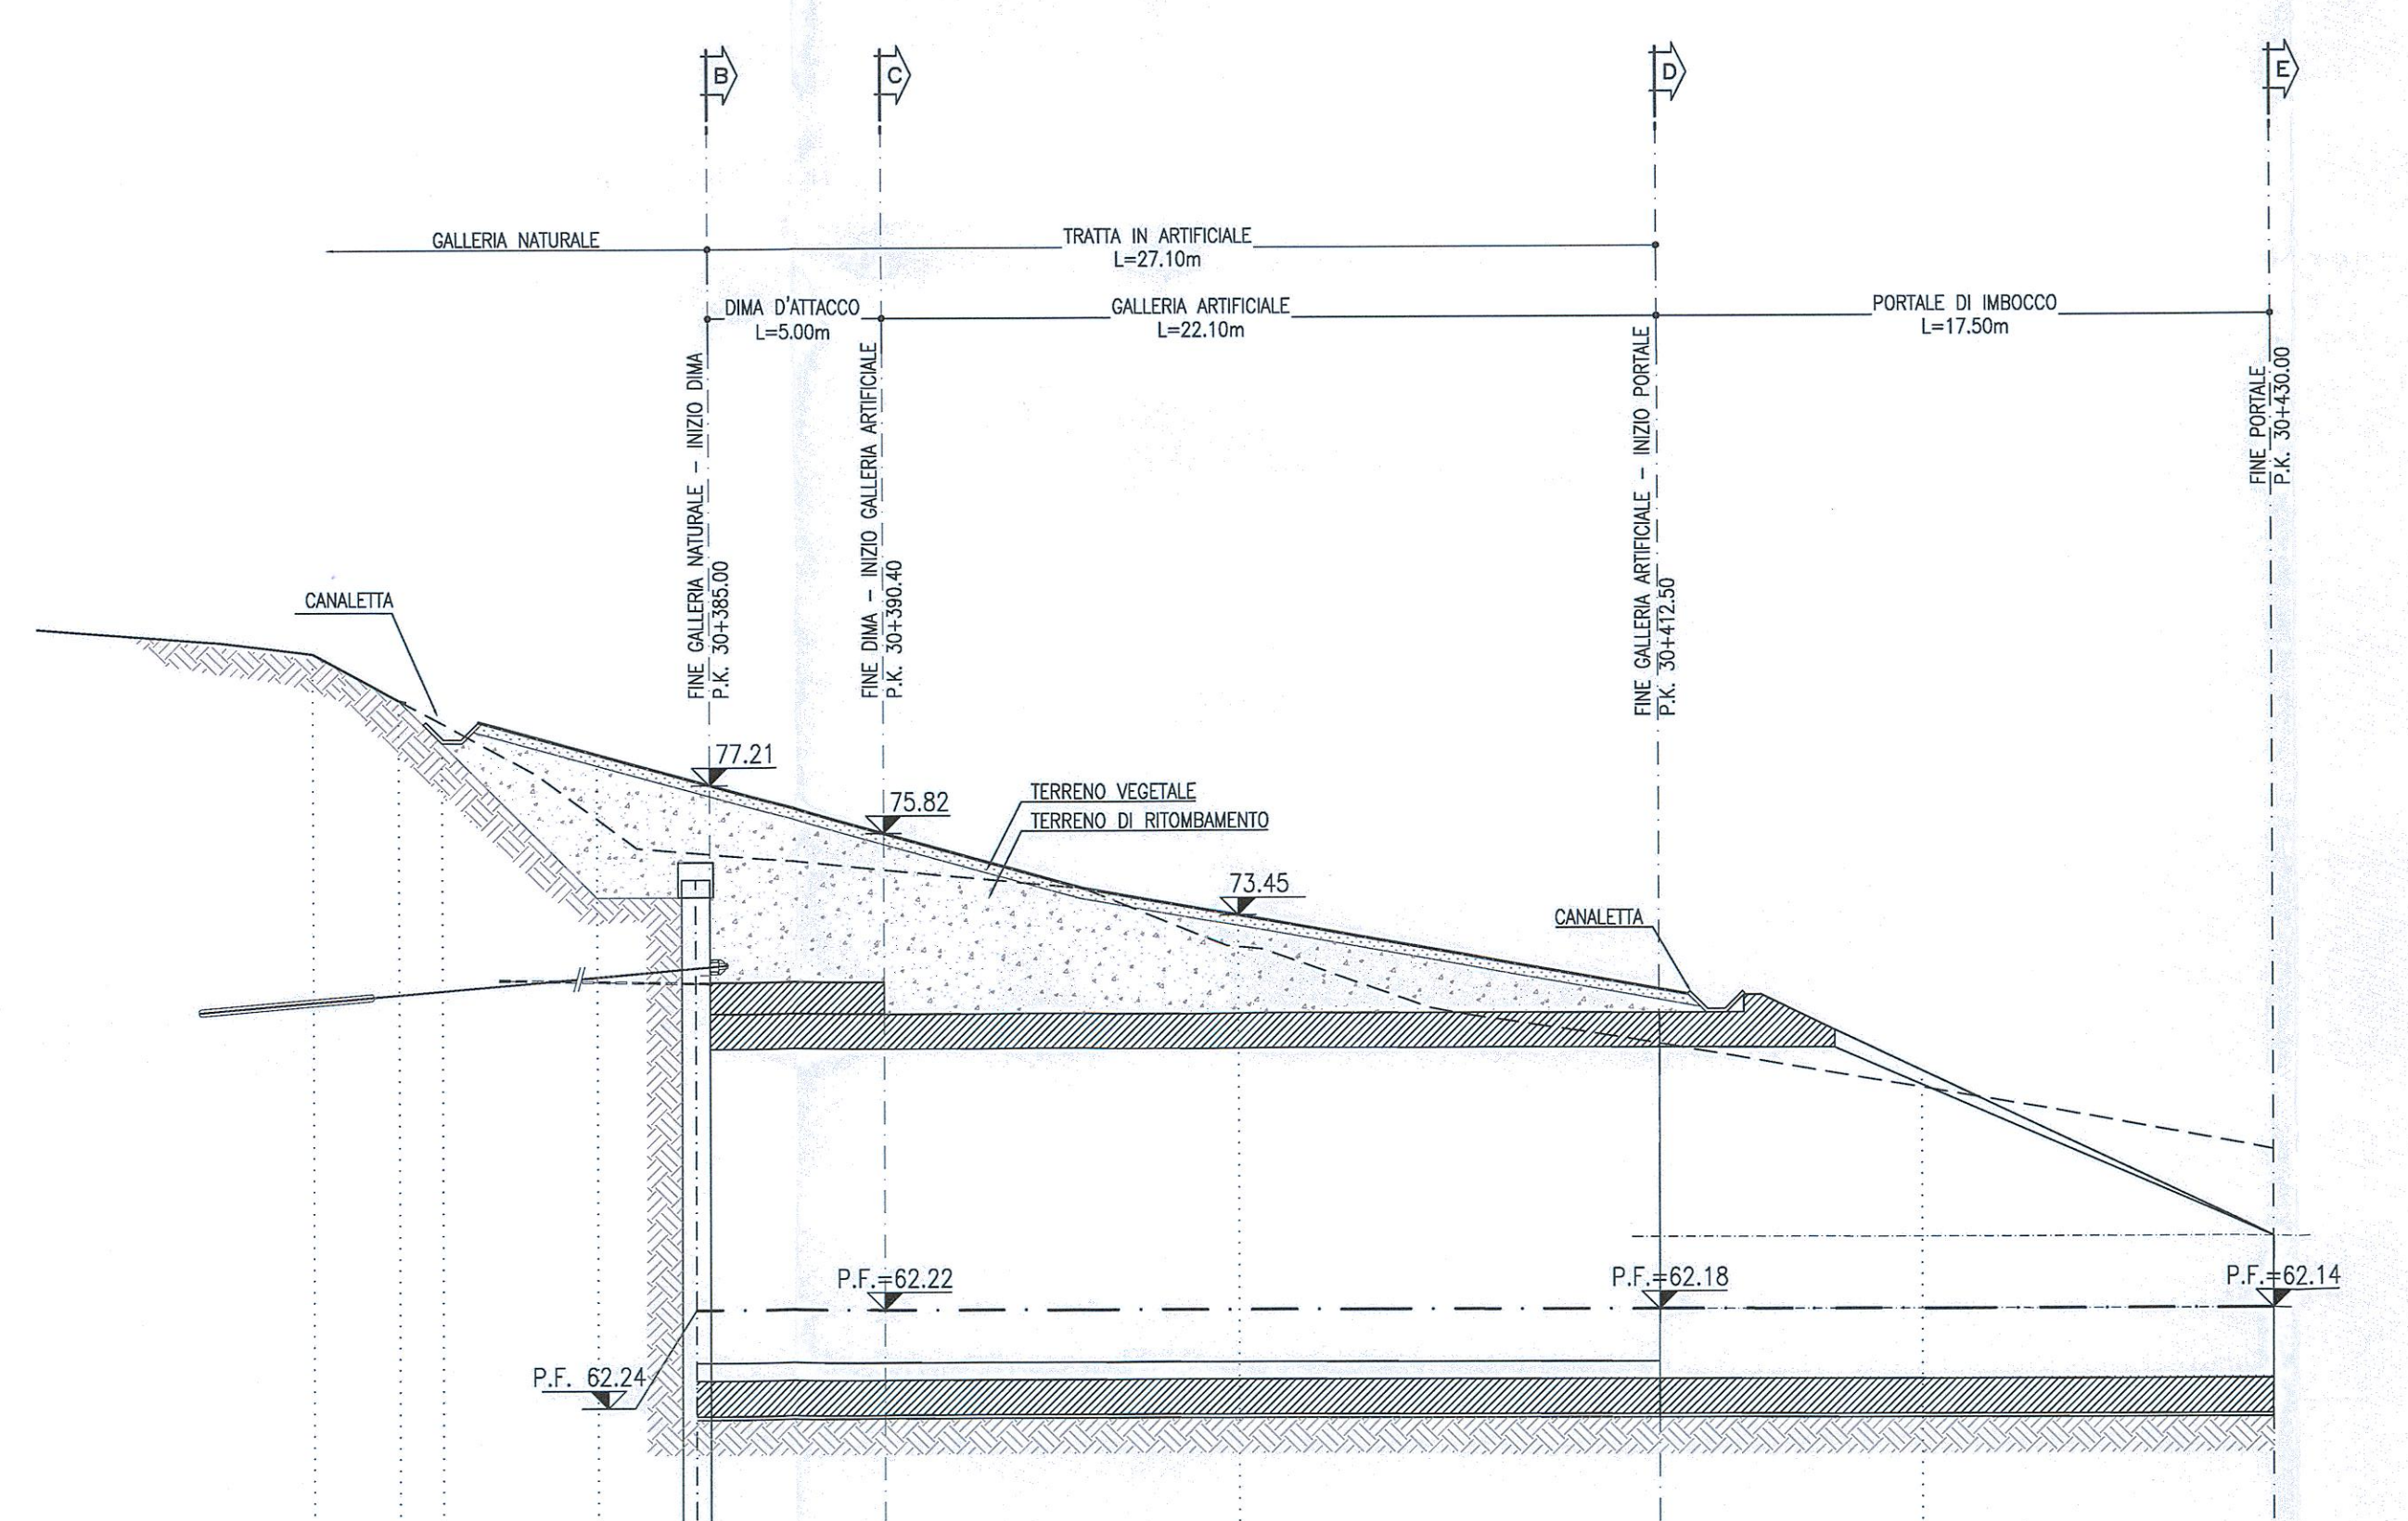 B
C
D
E
GALLERIA NATURALE
TRATTA IN ARTIFICIALE
L=27.10m
DIMA D'ATTACCO
L=5.00m
GALLERIA ARTIFICIALE
L=22.10m
PORTALE DI IMBOCCO
L=17.50m
FINE GALLERIA NATURALE - INIZIO DIMA
P.K. 30+385.00
FINE DIMA - INIZIO GALLERIA ARTIFICIALE
P.K. 30+390.40
FINE GALLERIA ARTIFICIALE - INIZIO PORTALE
P.K. 30+412.50
FINE PORTALE
P.K. 30+430.00
CANALETTA
77.21
75.82
TERRENO VEGETALE
TERRENO DI RITOMBAMENTO
73.45
CANALETTA
P.F.=62.22
P.F.=62.18
P.F.=62.14
P.F. 62.24